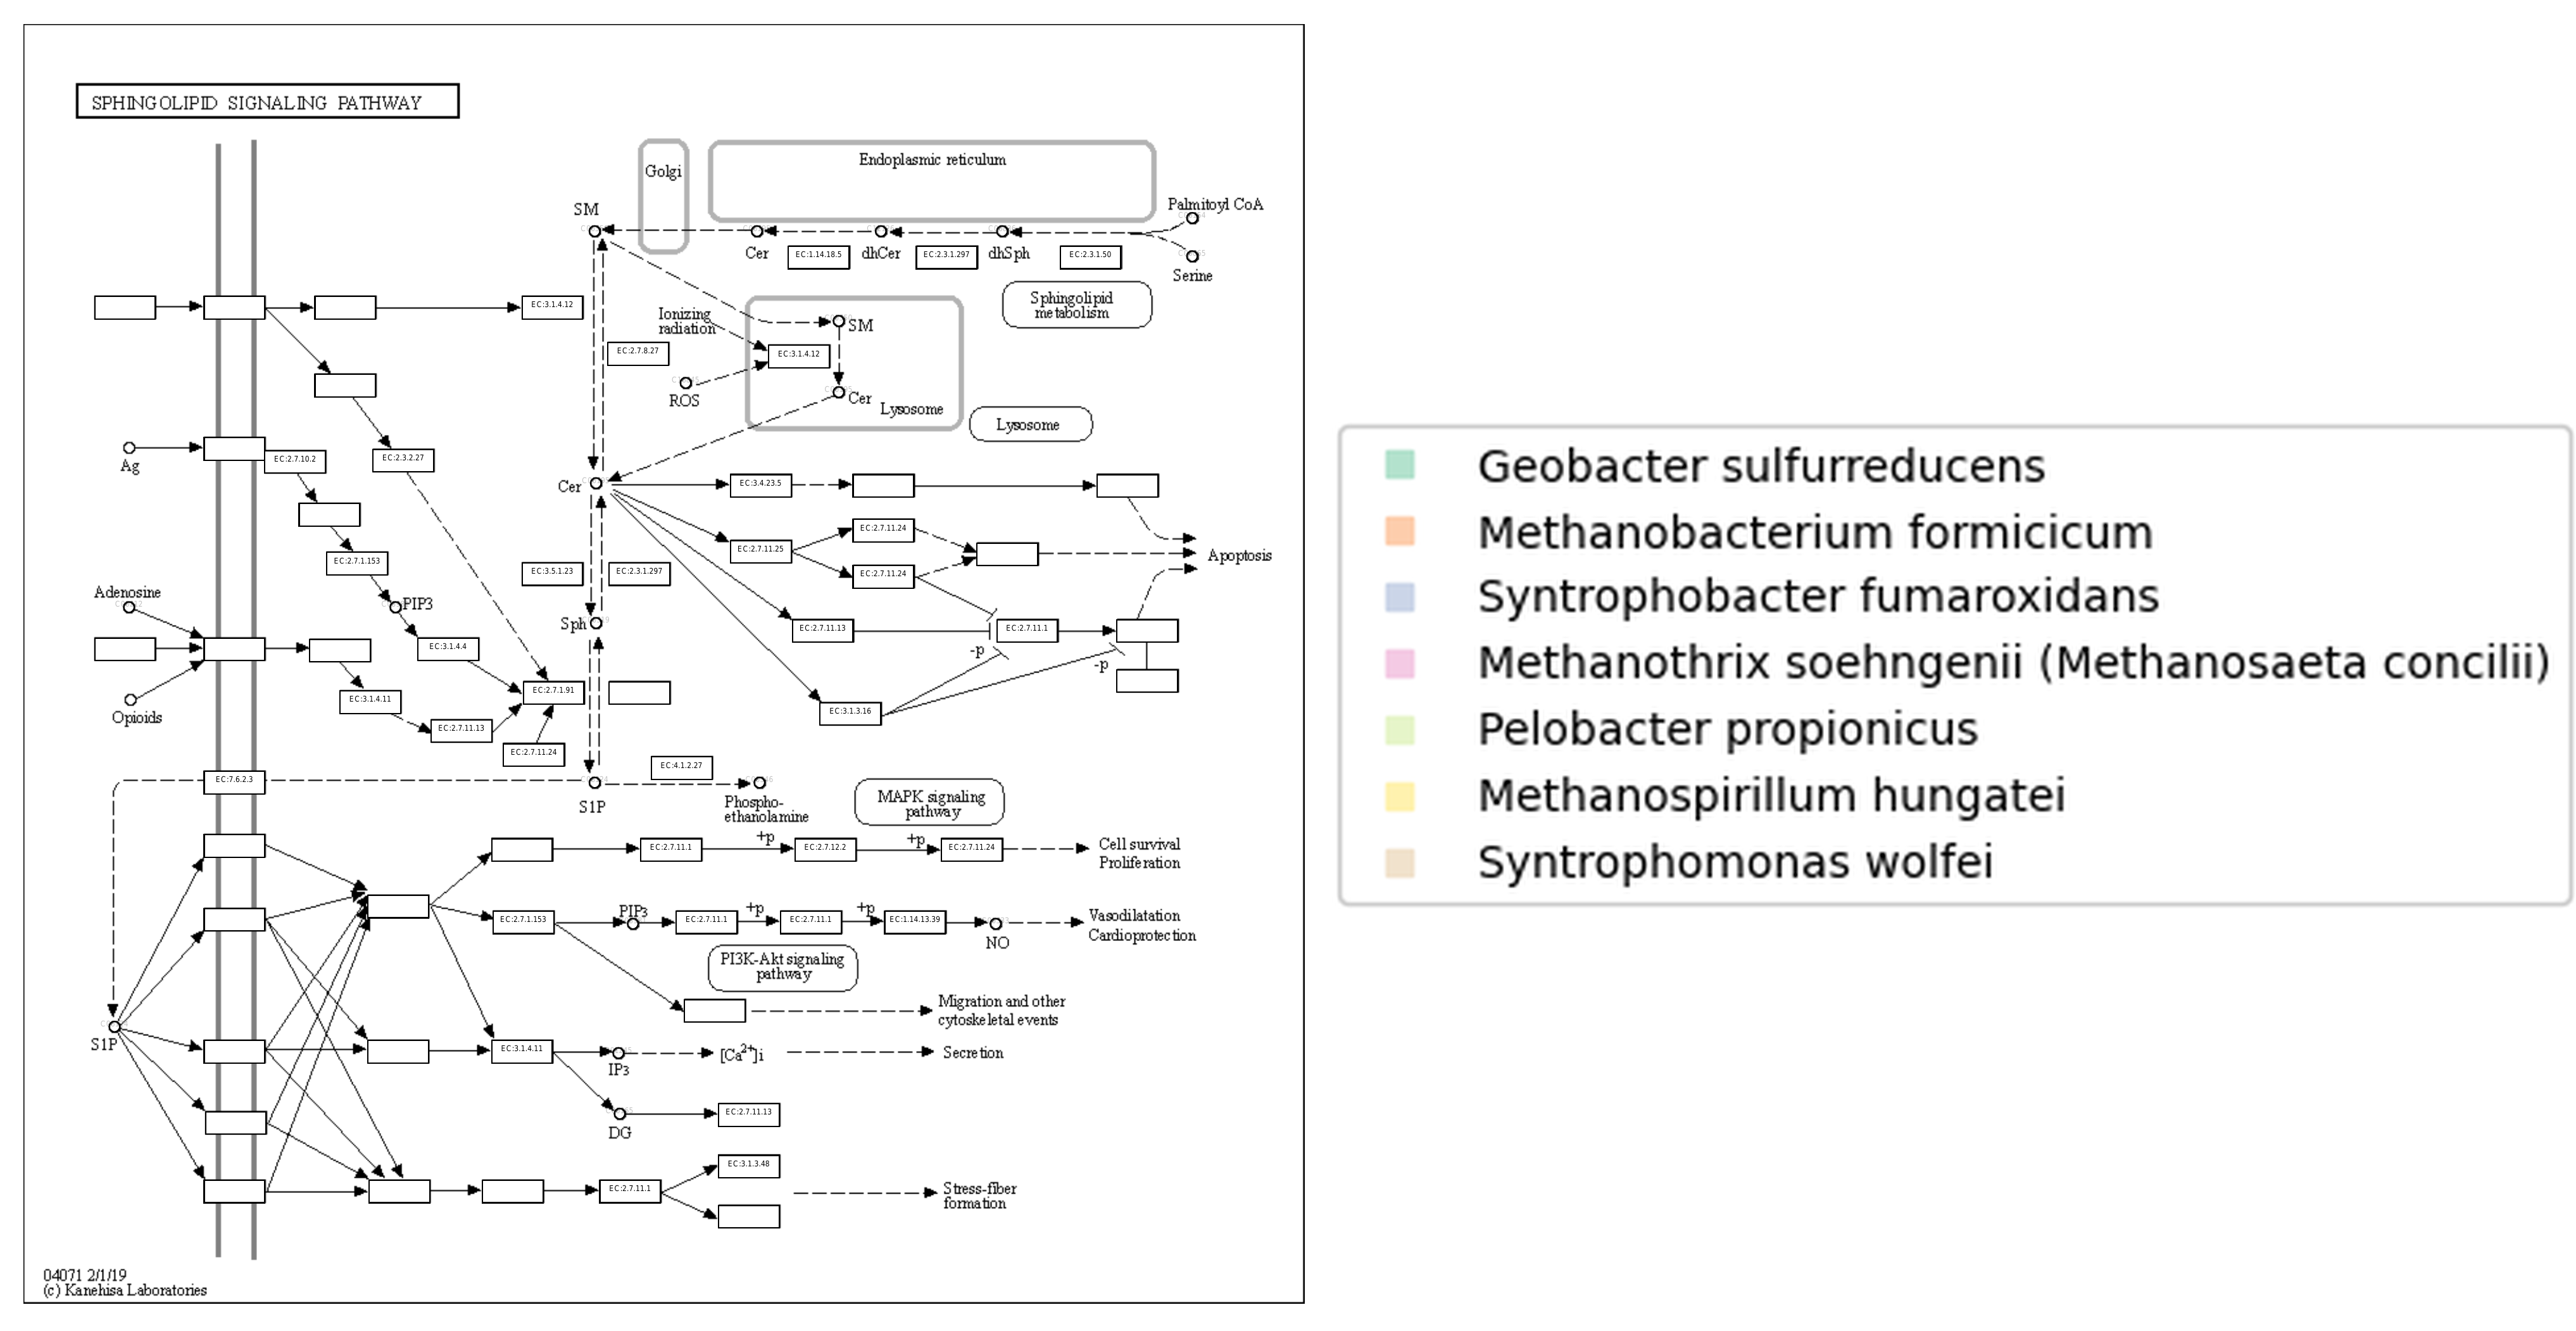 SPHINGOLIPID SIGNALING PATHWAY
Golgi
Endoplasmic reticulum
SM
Palmitoyl CoA
Cer
dhCer
dhSph
EC:1.14.18.5
EC:2.3.1.297
EC:2.3.1.50
Serine
Sphingolipid
metabolism
EC:3.1.4.12
Ionizing
radiation
SM
EC:2.7.8.27
EC:3.1.4.12
ROS
Cer
Lysosome
Lysosome
Ag
EC:2.7.10.2
EC:2.3.2.27
Cer
EC:3.4.23.5
EC:2.7.11.24
EC:2.7.11.25
Apoptosis
EC:2.7.1.153
EC:3.5.1.23
EC:2.3.1.297
EC:2.7.11.24
Adenosine
PIP3
Sph
EC:2.7.11.13
EC:2.7.11.1
EC:3.1.4.4
-p
-p
EC:3.1.4.11
EC:2.7.1.91
Opioids
EC:3.1.3.16
EC:2.7.11.13
EC:2.7.11.24
EC:4.1.2.27
EC:7.6.2.3
S1P
Phospho-
ethanolamine
MAPK signaling
pathway
EC:2.7.11.1
+p
EC:2.7.12.2
+p
EC:2.7.11.24
Cell survival
Proliferation
EC:2.7.1.153
PIP3
EC:2.7.11.1
+p
EC:2.7.11.1
+p
EC:1.14.13.39
NO
Vasodilatation
Cardioprotection
PI3K-Akt signaling
pathway
Migration and other
cytoskeletal events
S1P
EC:3.1.4.11
IP3
[Ca2+]i
Secretion
DG
EC:2.7.11.13
EC:3.1.3.48
EC:2.7.11.1
Stress-fiber
formation
04071 2/1/19
(c) Kanehisa Laboratories
Geobacter sulfurreducens
Methanobacterium formicicum
Syntrophobacter fumaroxidans
Methanothrix soehngenii (Methanosaeta concilii)
Pelobacter propionicus
Methanospirillum hungatei
Syntrophomonas wolfei